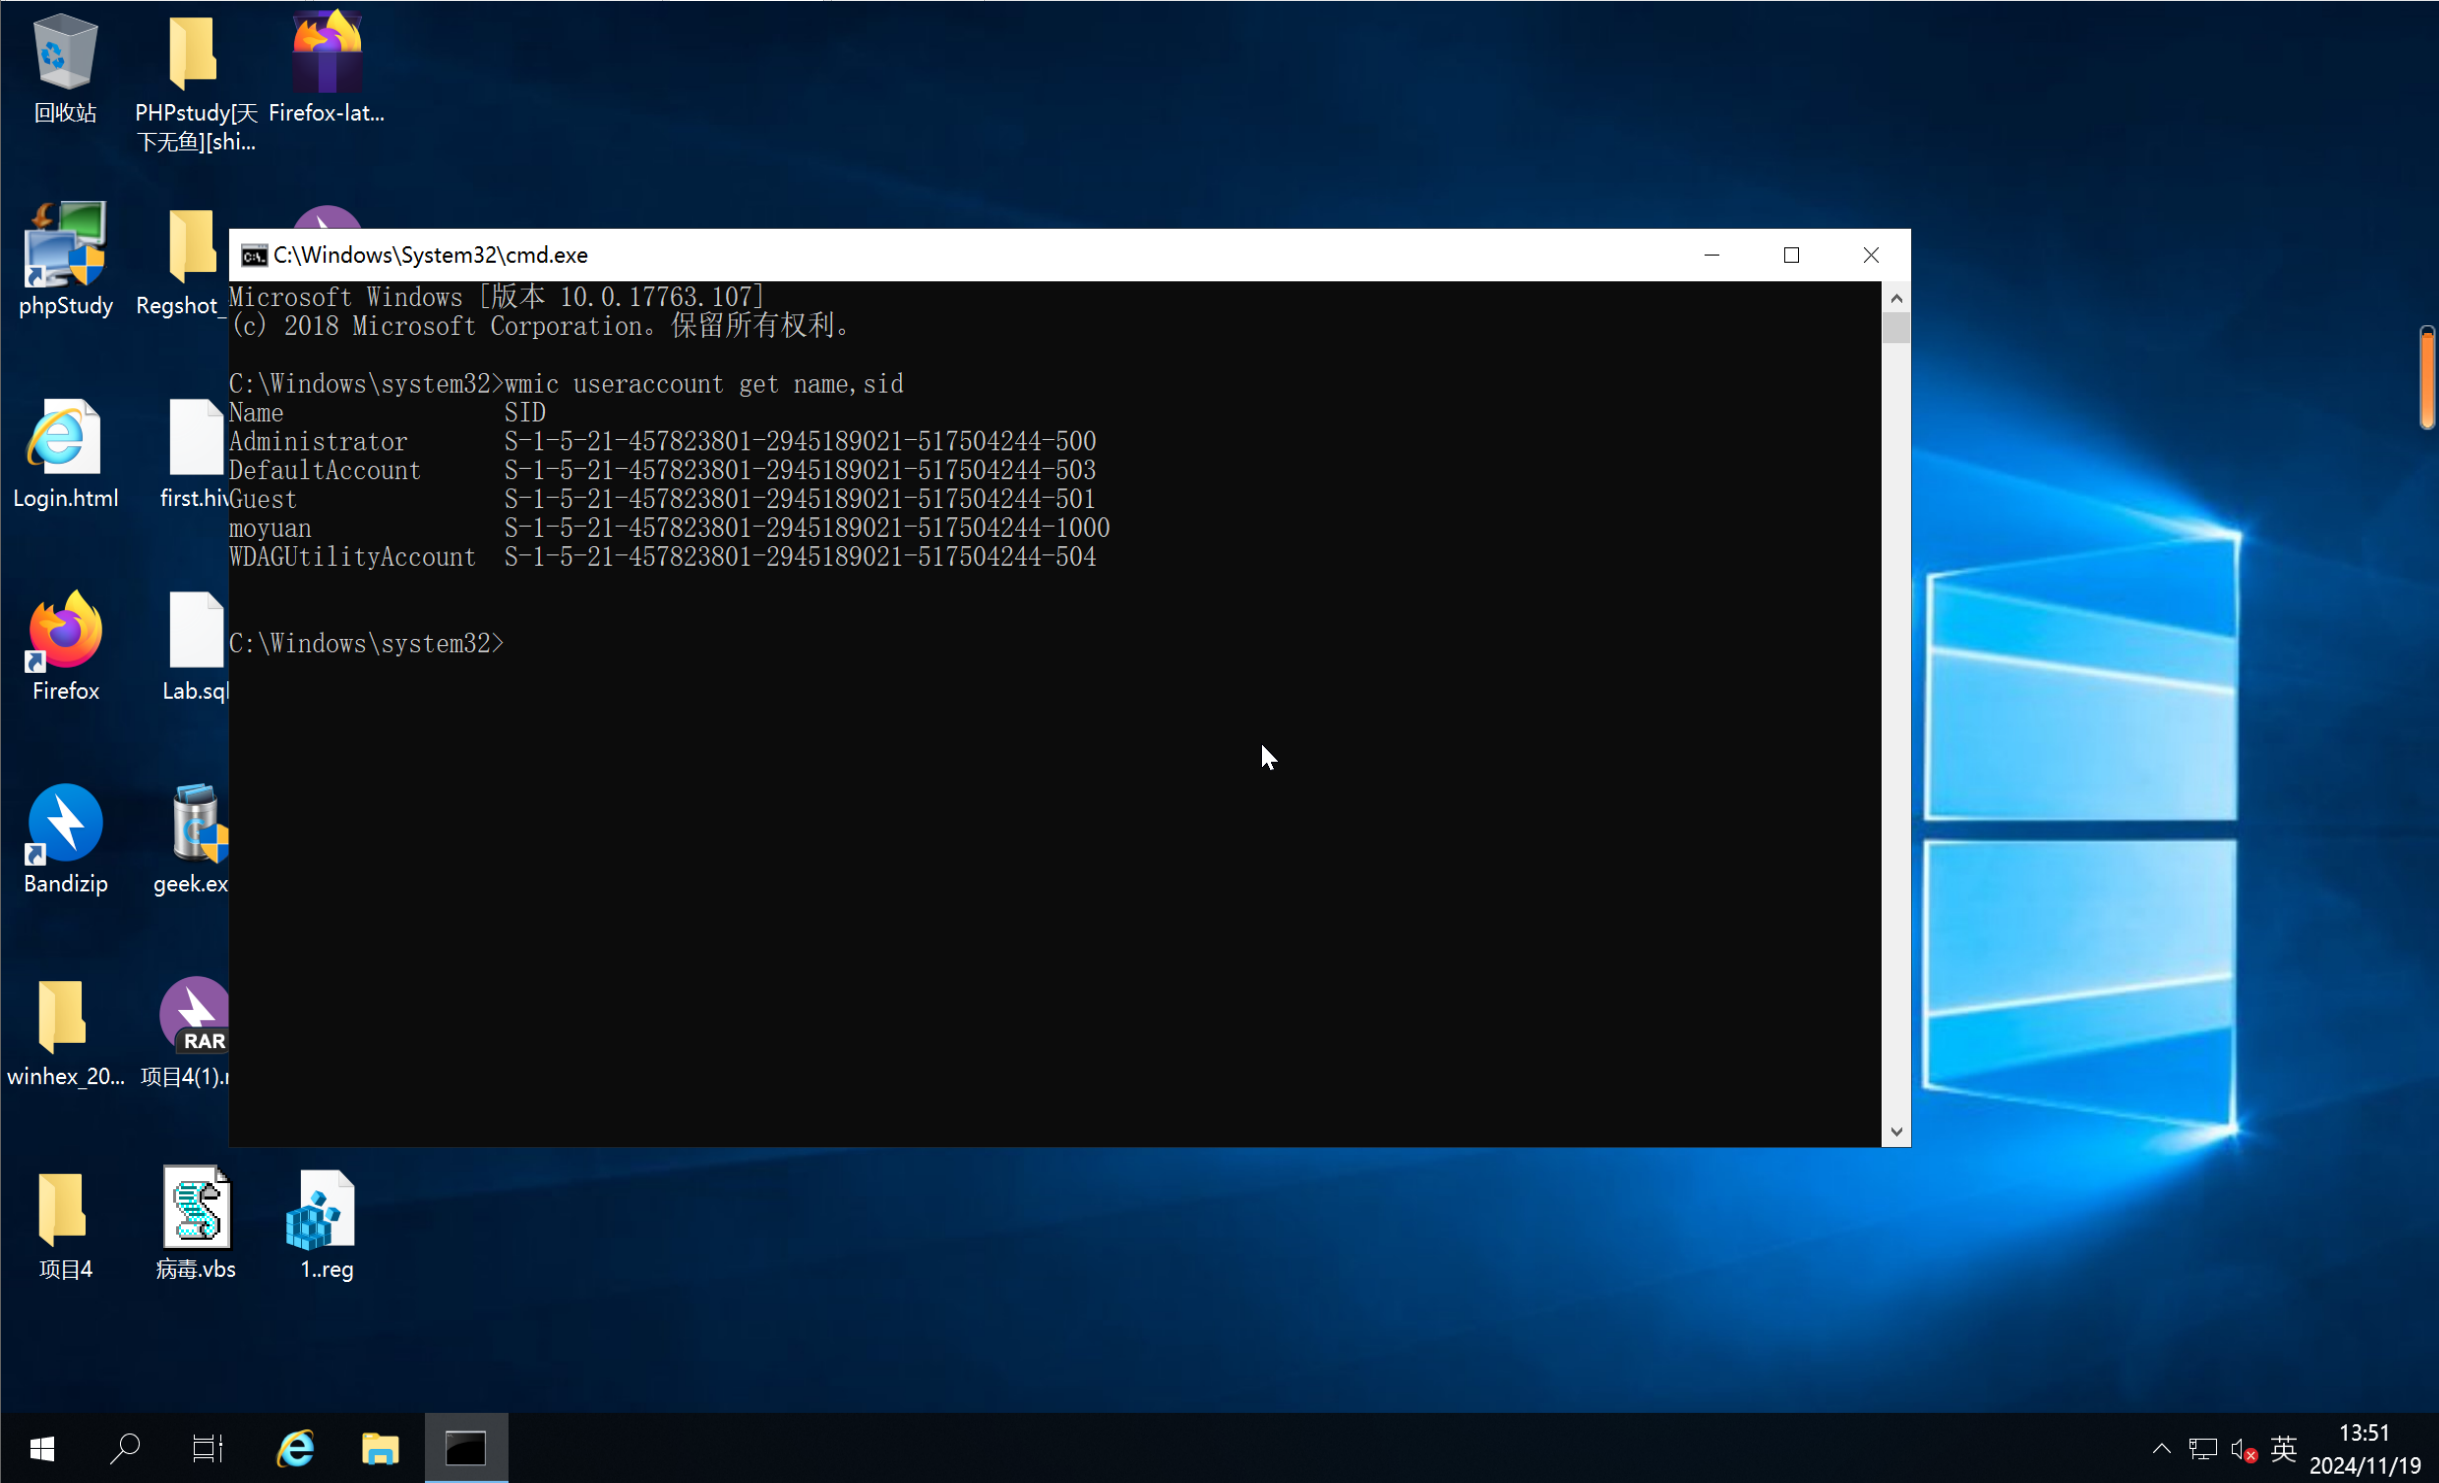 回收站
PHPstudy[天
下无鱼][shi...
Firefox-lat...
phpStudy
Regshot_
C:\Windows\System32\cmd.exe
Microsoft Windows [版本 10.0.17763.107]
(c) 2018 Microsoft Corporation。保留所有权利。
C:\Windows\system32>wmic useraccount get name,sid
Name SID
Administrator S-1-5-21-457823801-2945189021-517504244-500
DefaultAccount S-1-5-21-457823801-2945189021-517504244-503
Guest S-1-5-21-457823801-2945189021-517504244-501
moyuan S-1-5-21-457823801-2945189021-517504244-1000
WDAGUtilityAccount S-1-5-21-457823801-2945189021-517504244-504
C:\Windows\system32>
Login.html
first.hiv
Firefox
Lab.sql
Bandizip
geek.ex
RAR
winhex_20...
项目4(1).r
项目4
病毒.vbs
1..reg
英
13:51
2024/11/19